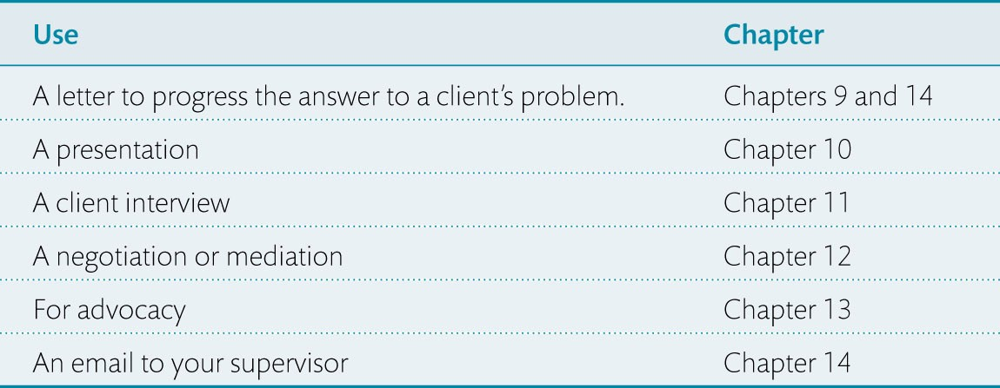 Use Chapter
A letter to progress the answer to a client’s problem. Chapters 9 and 14
A presentation Chapter 10
A client interview Chapter 11
A negotiation or mediation Chapter 12
For advocacy Chapter 13
An email to your supervisor Chapter 14